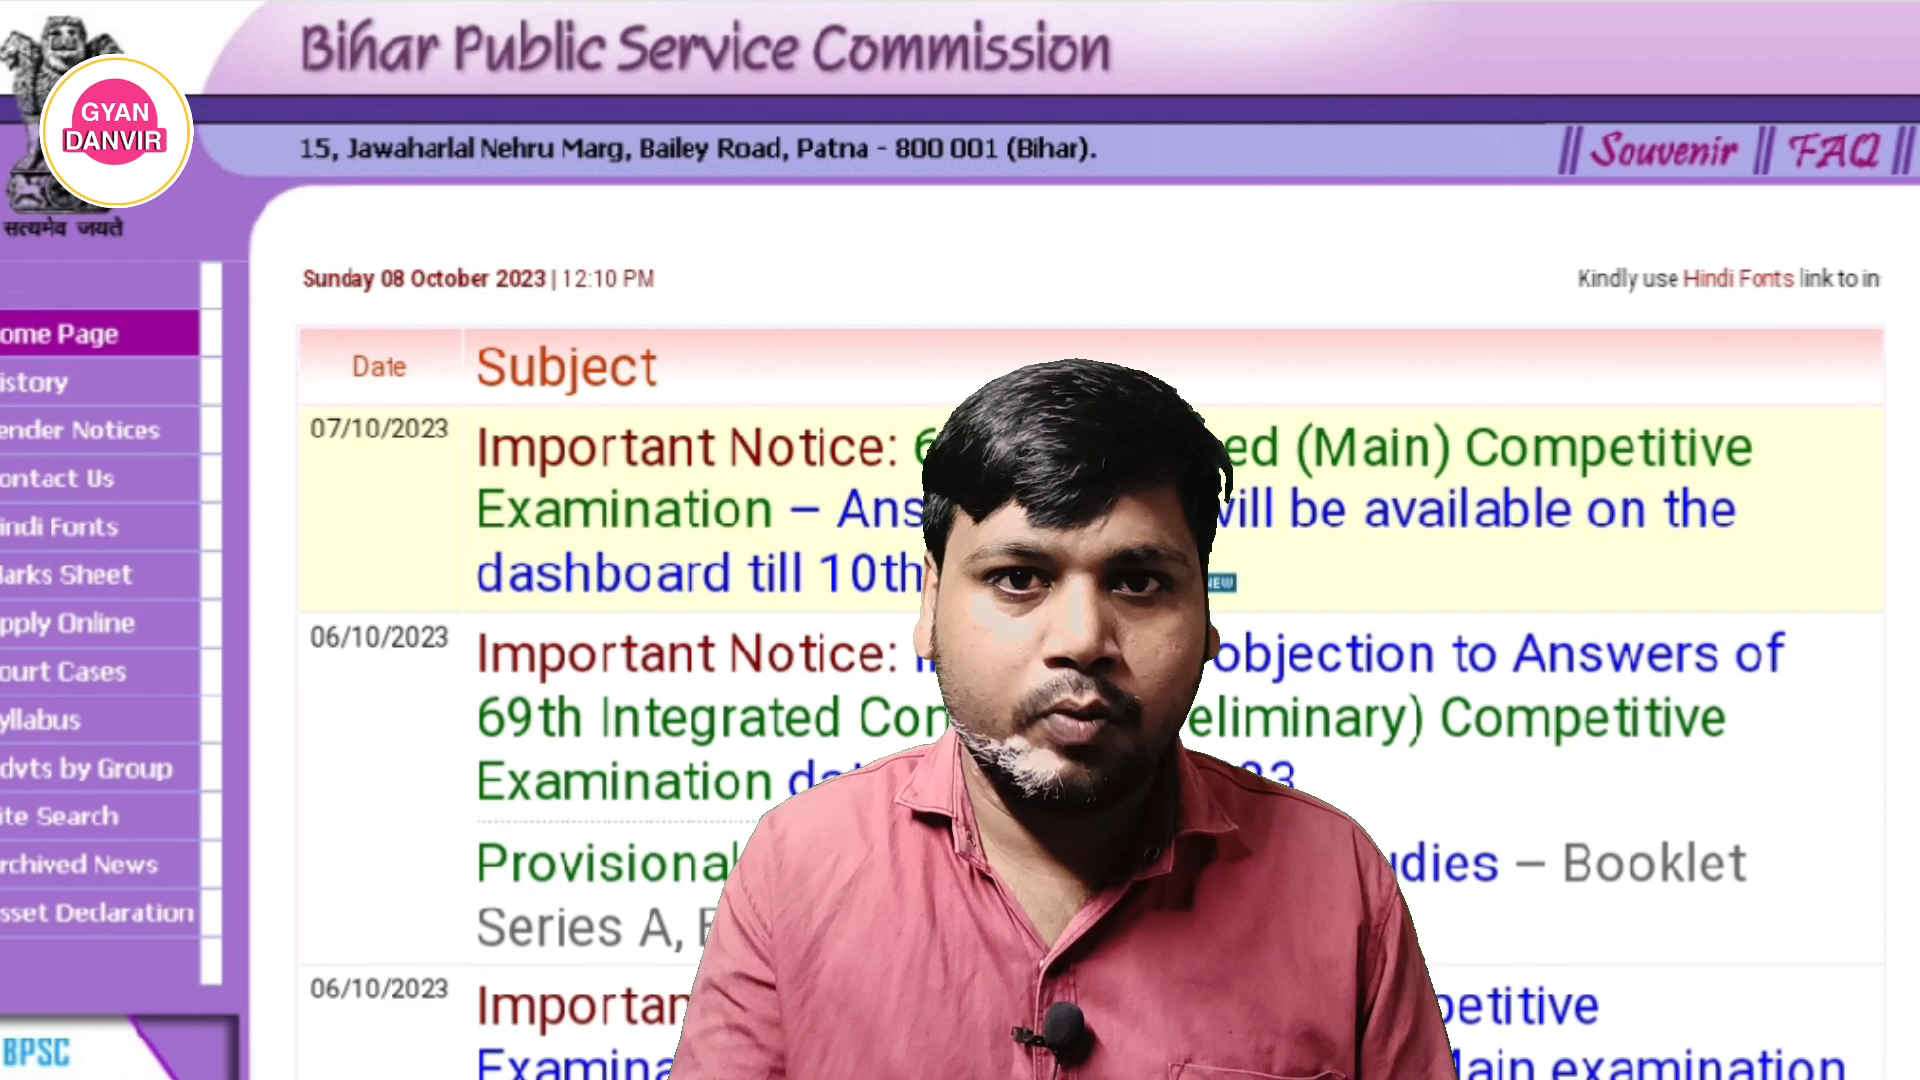 Bihar Public Service Commission
GYAN
DANVIR
15, Jawaharlal Nehru Marg, Bailey Road, Patna - 800 001 (Bihar).
|| Souvenir || FAQ ||
सत्यमेव जयते
Sunday 08 October 2023 | 12:10 PM
Kindly use Hindi Fonts link to in
ome Page
istory
ender Notices
ontact Us
indi Fonts
arks Sheet
pply Online
ourt Cases
yllabus
dvts by Group
ite Search
rchived News
sset Declaration
BPSC
Date Subject
07/10/2023 Important Notice: ed (Main) Competitive
Examination – Ans will be available on the
dashboard till 10th NEW
06/10/2023 Important Notice: objection to Answers of
69th Integrated Con eliminary) Competitive
Examination da 23
Provisional udies – Booklet
Series A,
06/10/2023 Importan petitive
Examina Main examination